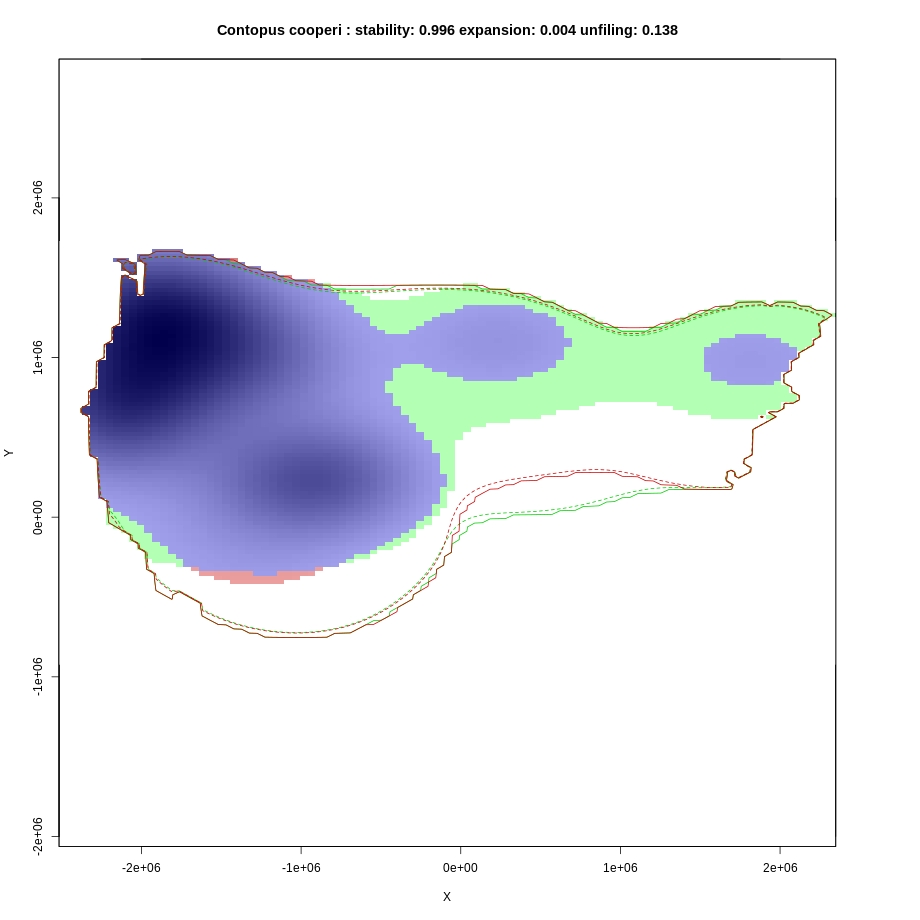 Contopus cooperi : stability: 0.996 expansion: 0.004 unfiling: 0.138
2e+06
1e+06
0e+00
-1e+06
-2e+06
Y
-2e+06 -1e+06 0e+00 1e+06 2e+06
X